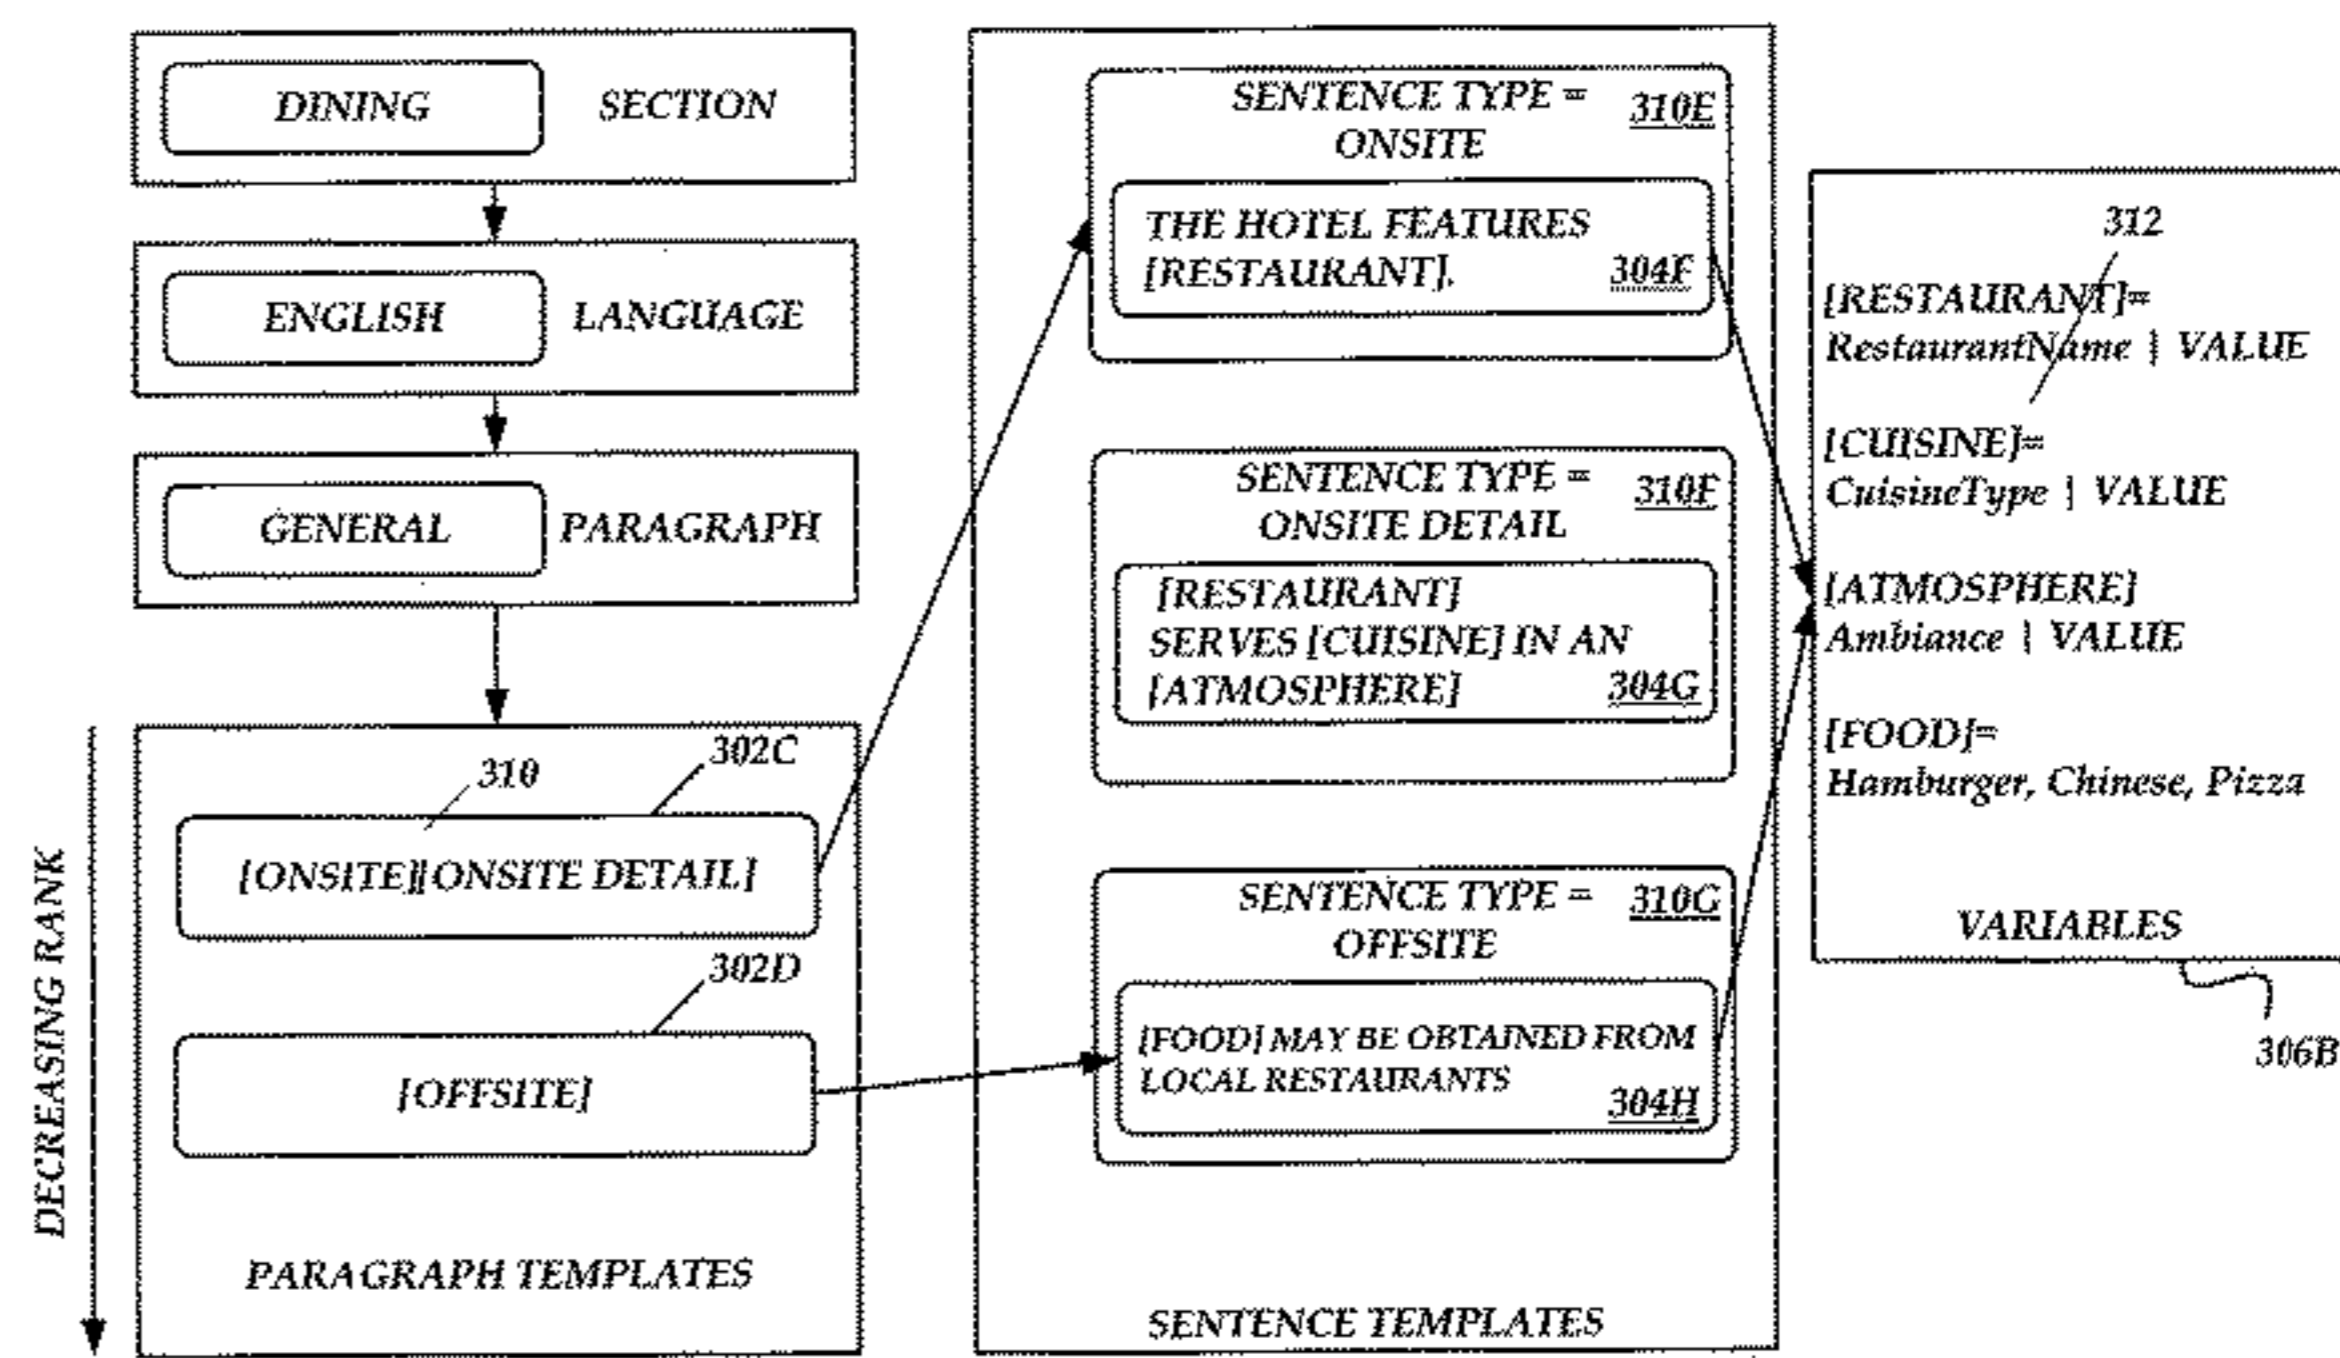 DINING SECTION
ENGLISH LANGUAGE
GENERAL PARAGRAPH
DECREASING RANK
310
302C
[ONSITE][ONSITE DETAIL]
302D
[OFFSITE]
PARAGRAPH TEMPLATES
SENTENCE TYPE = 310E
ONSITE
THE HOTEL FEATURES
[RESTAURANT]. 304F
SENTENCE TYPE = 310F
ONSITE DETAIL
[RESTAURANT]
SERVES [CUISINE] IN AN
[ATMOSPHERE] 304G
SENTENCE TYPE = 310G
OFFSITE
[FOOD] MAY BE OBTAINED FROM
LOCAL RESTAURANTS
304H
SENTENCE TEMPLATES
312
[RESTAURANT]=
RestaurantName | VALUE
[CUISINE]=
CuisineType | VALUE
[ATMOSPHERE]
Ambiance | VALUE
[FOOD]=
Hamburger, Chinese, Pizza
VARIABLES
306B